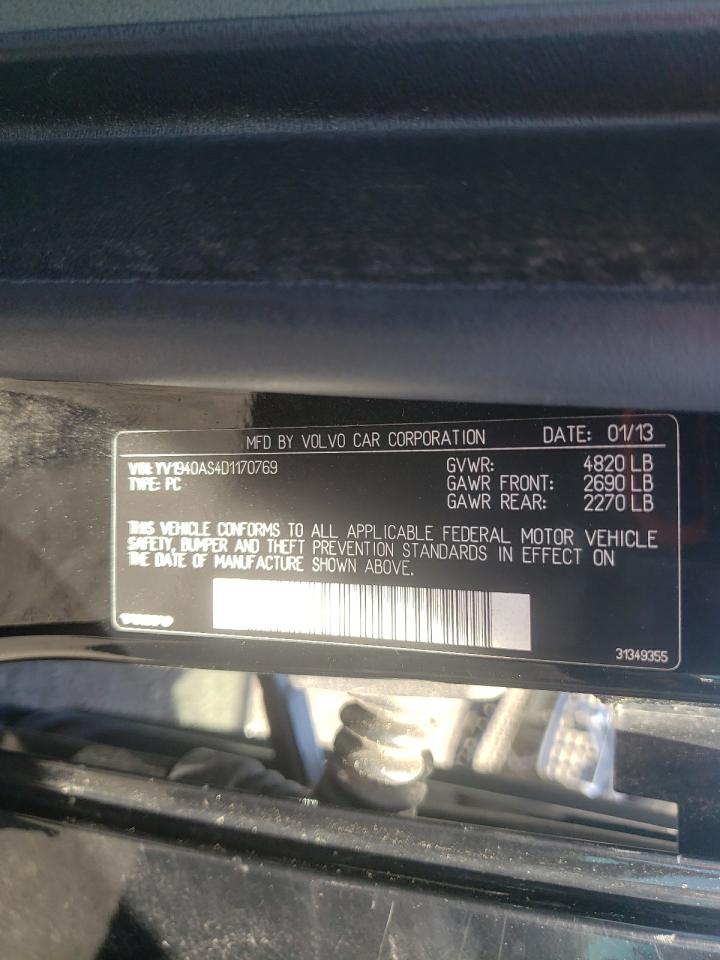 MFD BY VOLVO CAR CORPORATION DATE: 01/13
VIN: YV1940AS4D1170769 GVWR: 4820 LB
TYPE: PC GAWR FRONT: 2690 LB
GAWR REAR: 2270 LB
THIS VEHICLE CONFORMS TO ALL APPLICABLE FEDERAL MOTOR VEHICLE
SAFETY, BUMPER AND THEFT PREVENTION STANDARDS IN EFFECT ON
THE DATE OF MANUFACTURE SHOWN ABOVE.
VOLVO
31349355